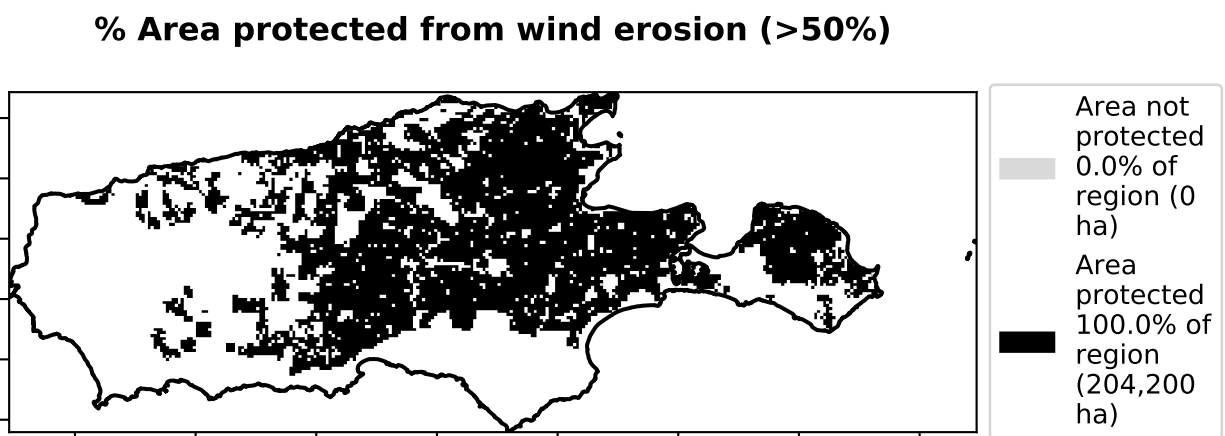 % Area protected from wind erosion (>50%)
Area not
protected
0.0% of
region (0
ha)
Area
protected
100.0% of
region
(204,200
ha)